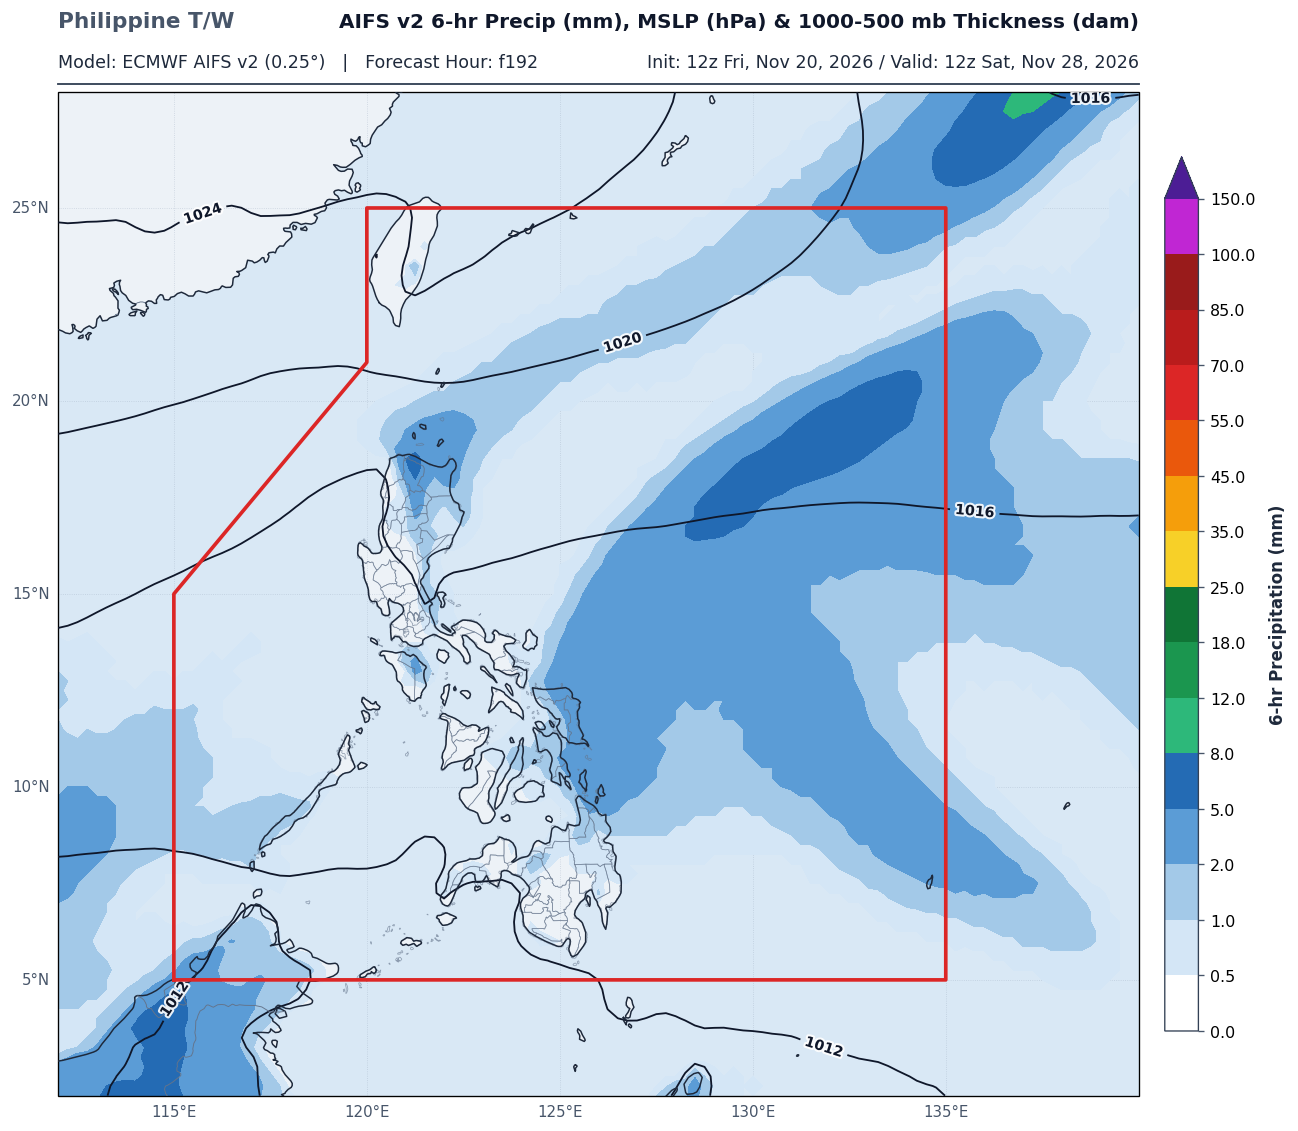 Philippine T/W
AIFS v2 6-hr Precip (mm), MSLP (hPa) & 1000-500 mb Thickness (dam)
Model: ECMWF AIFS v2 (0.25°) | Forecast Hour: f192
Init: 12z Fri, Nov 20, 2026 / Valid: 12z Sat, Nov 28, 2026
1016
1024
1020
1016
1012
1012
25°N
20°N
15°N
10°N
5°N
115°E
120°E
125°E
130°E
135°E
150.0
100.0
85.0
70.0
55.0
45.0
35.0
25.0
18.0
12.0
8.0
5.0
2.0
1.0
0.5
0.0
6-hr Precipitation (mm)